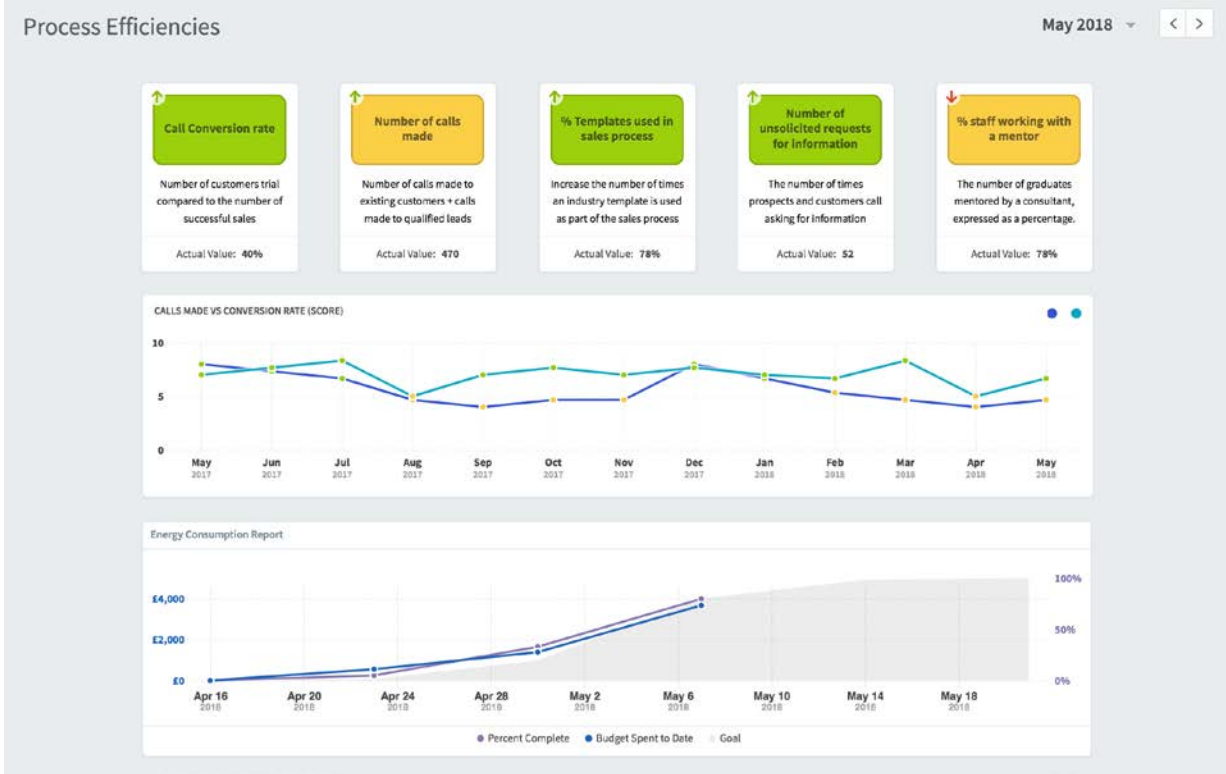 Process Efficiencies
May 2018
Call Conversion rate
Number of customers trial
compared to the number of
successful sales
Actual Value: 40%
Number of calls
made
Number of calls made to
existing customers + calls
made to qualified leads
Actual Value: 470
% Templates used in
sales process
Increase the number of times
an industry template is used
as part of the sales process
Actual Value: 78%
Number of
unsolicited requests
for information
The number of times
prospects and customers call
asking for information
Actual Value: 52
% staff working with
a mentor
The number of graduates
mentored by a consultant,
expressed as a percentage.
Actual Value: 78%
CALLS MADE VS CONVERSION RATE (SCORE)
10
5
0
May Jun Jul Aug Sep Oct Nov Dec Jan Feb Mar Apr May
2017 2017 2017 2017 2017 2017 2017 2017 2018 2018 2018 2018 2018
Energy Consumption Report
100%
£4,000
50%
£2,000
£0 0%
Apr 16 Apr 20 Apr 24 Apr 28 May 2 May 6 May 10 May 14 May 18
2018 2018 2018 2018 2018 2018 2018 2018 2018
Percent Complete Budget Spent to Date Goal